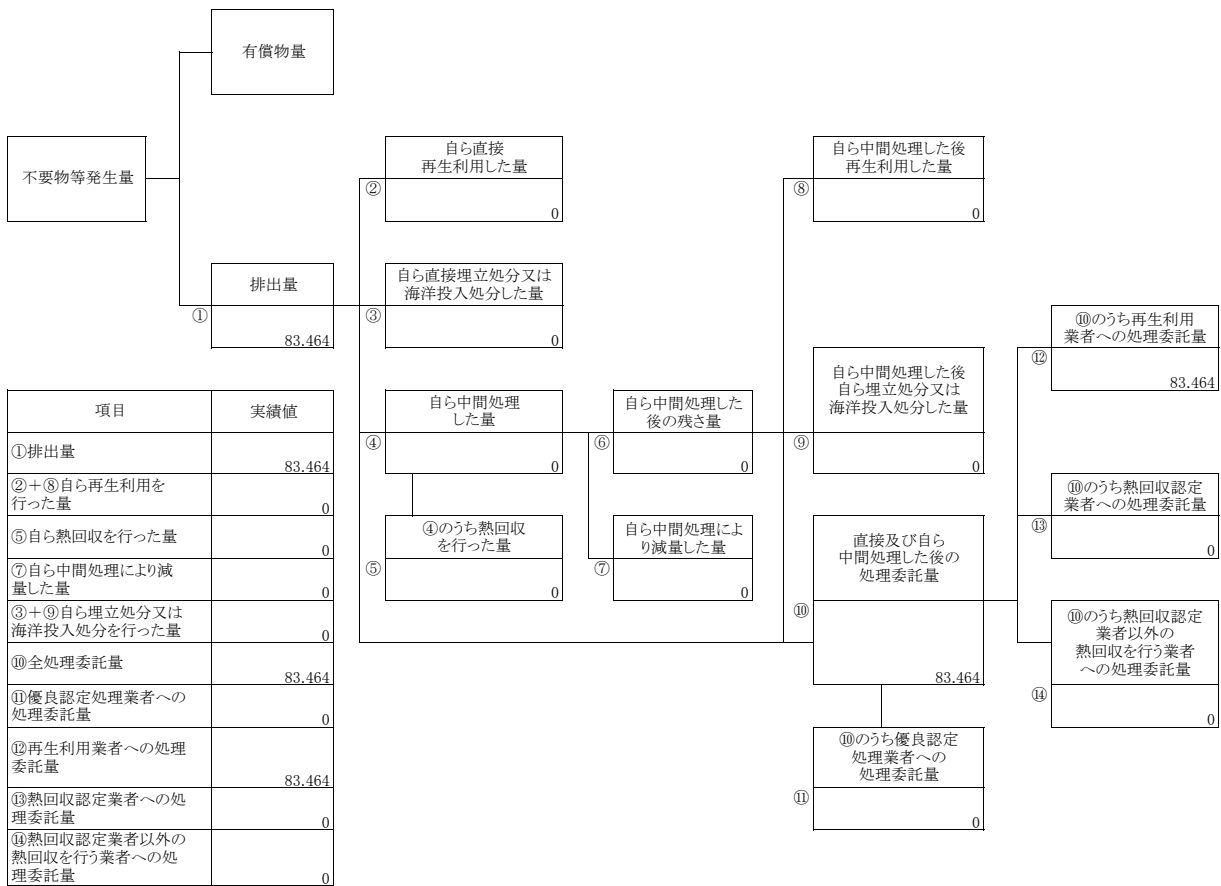 有償物量
不要物等発生量
排出量
①
83.464
自ら直接
再生利用した量
②
0
自ら直接埋立処分又は
海洋投入処分した量
③
0
自ら中間処理
した量
④
0
④のうち熱回収
を行った量
⑤
0
自ら中間処理した
後の残さ量
⑥
0
自ら中間処理によ
り減量した量
⑦
0
自ら中間処理した後
再生利用した量
⑧
0
自ら中間処理した後
自ら埋立処分又は
海洋投入処分した量
⑨
0
直接及び自ら
中間処理した後の
処理委託量
⑩
83.464
⑩のうち優良認定
処理業者への
処理委託量
⑪
0
⑩のうち再生利用
業者への処理委託量
⑫
83.464
⑩のうち熱回収認定
業者への処理委託量
⑬
0
⑩のうち熱回収認定
業者以外の
熱回収を行う業者
への処理委託量
⑭
0
項目 実績値
①排出量
83.464
②+⑧自ら再生利用を
行った量
0
⑤自ら熱回収を行った量
0
⑦自ら中間処理により減
量した量
0
③+⑨自ら埋立処分又は
海洋投入処分を行った量
0
⑩全処理委託量
83.464
⑪優良認定処理業者への
処理委託量
0
⑫再生利用業者への処理
委託量
83.464
⑬熱回収認定業者への処
理委託量
0
⑭熱回収認定業者以外の
熱回収を行う業者への処
理委託量
0